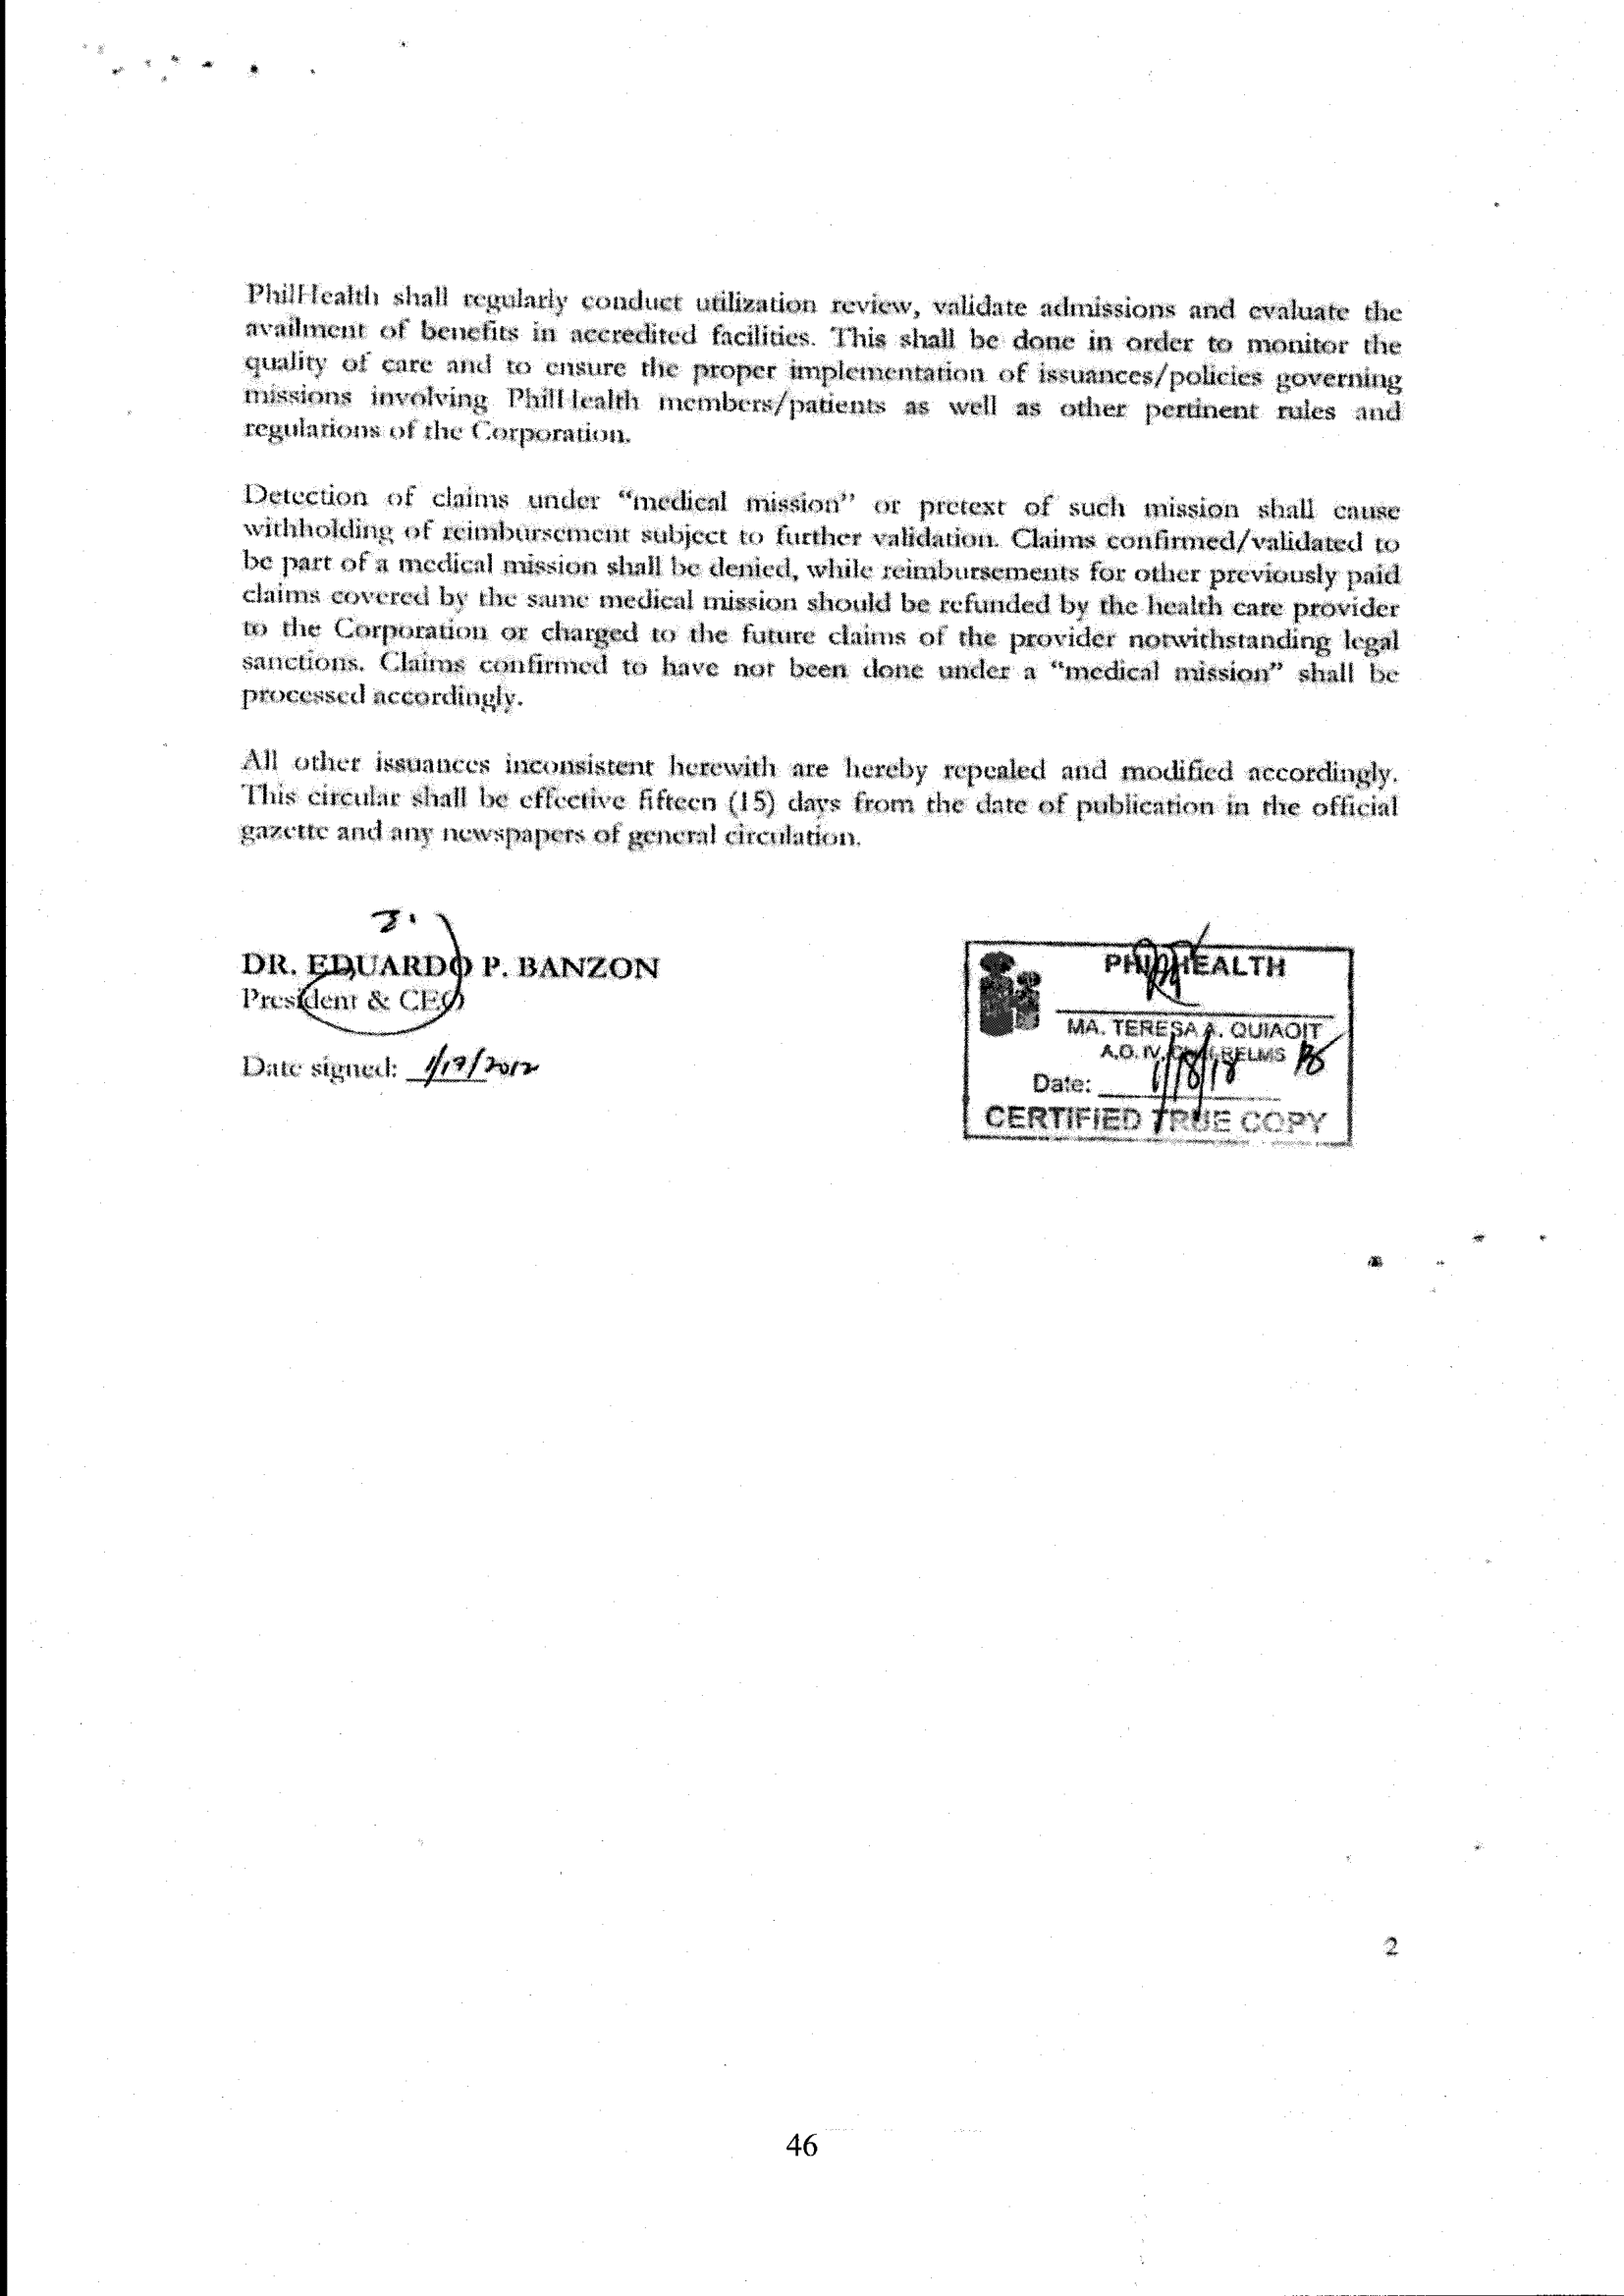 PhilHealth shall regularly conduct utilization review, validate admissions and evaluate the
availment of benefits in accredited facilities. This shall be done in order to monitor the
quality of care and to ensure the proper implementation of issuances/policies governing
missions involving PhilHealth members/patients as well as other pertinent rules and
regulations of the Corporation.
Detection of claims under “medical mission” or pretext of such mission shall cause
withholding of reimbursement subject to further validation. Claims confirmed/validated to
be part of a medical mission shall be denied, while reimbursements for other previously paid
claims covered by the same medical mission should be refunded by the health care provider
to the Corporation or charged to the future claims of the provider notwithstanding legal
sanctions. Claims confirmed to have not been done under a “medical mission” shall be
processed accordingly.
All other issuances inconsistent herewith are hereby repealed and modified accordingly.
This circular shall be effective fifteen (15) days from the date of publication in the official
gazette and any newspapers of general circulation.
DR. EDUARDO P. BANZON
President & CEO
Date signed: 1/17/2012
PHILHEALTH
MA. TERESA A. QUIAOIT
A.O. IV,
Date: 1/18/18
CERTIFIED TRUE COPY
2
46